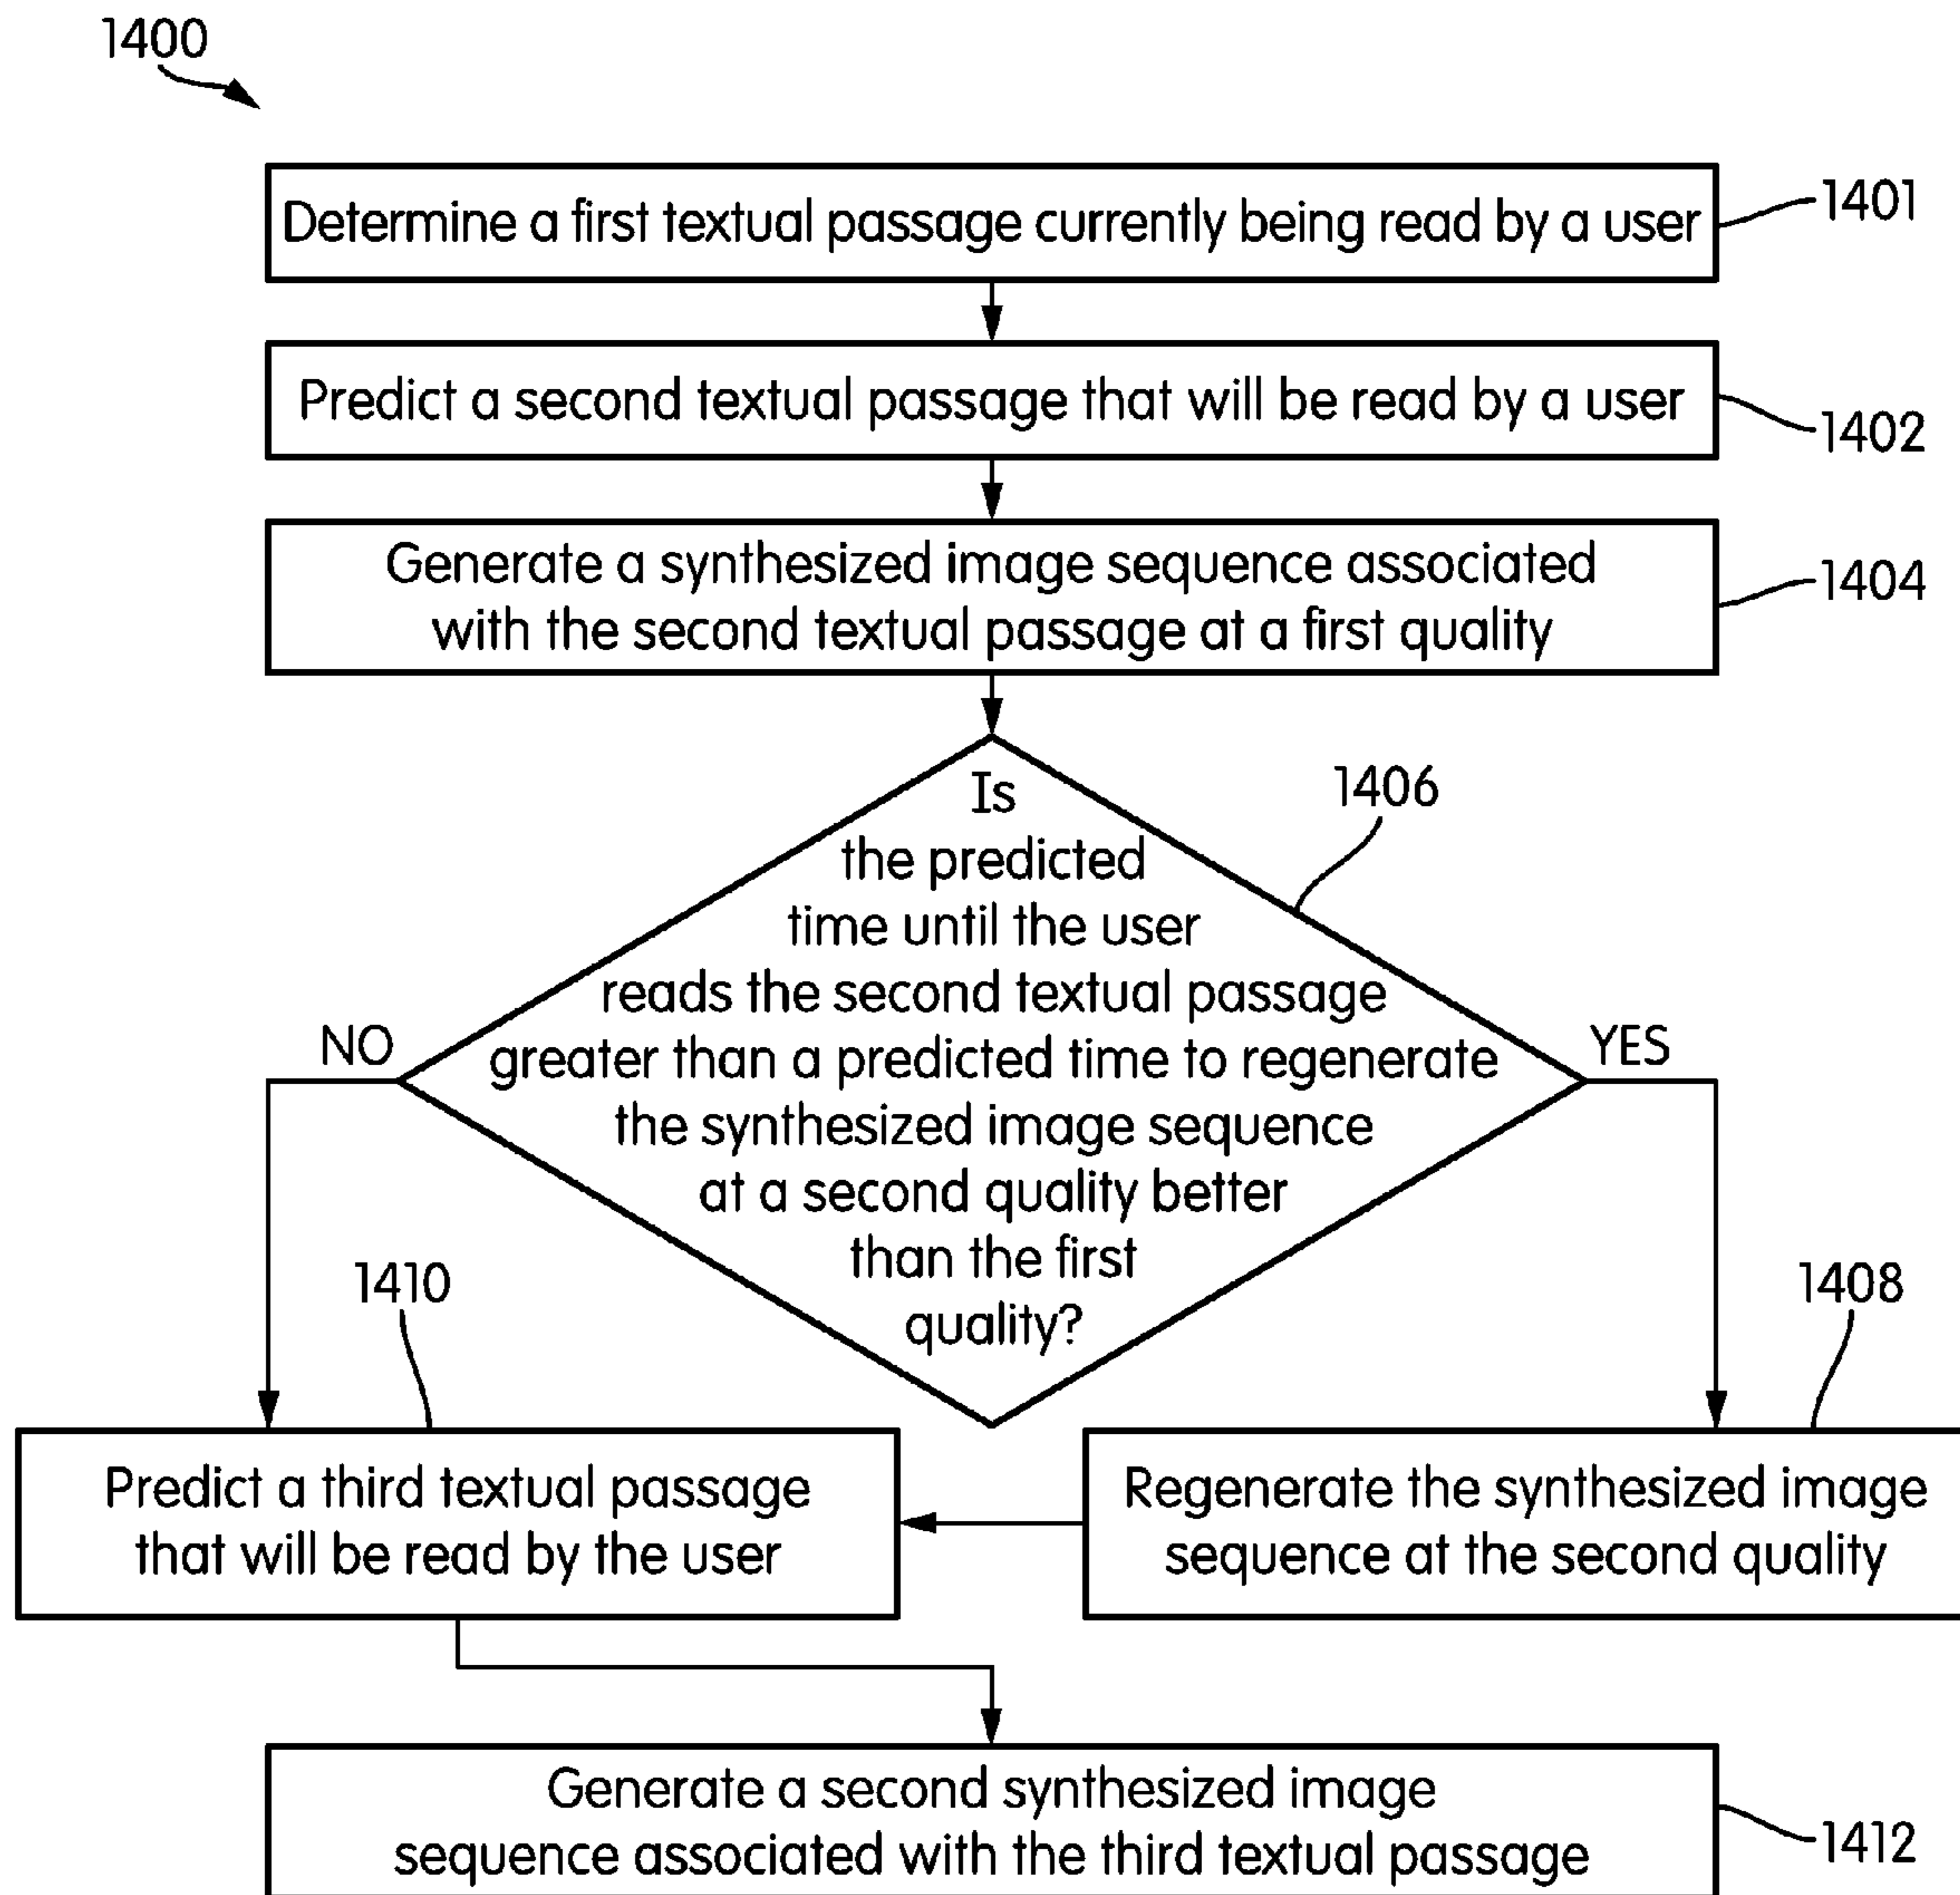 1400
Determine a first textual passage currently being read by a user
1401
Predict a second textual passage that will be read by a user
1402
Generate a synthesized image sequence associated
with the second textual passage at a first quality
1404
Is
the predicted
time until the user
reads the second textual passage
greater than a predicted time to regenerate
the synthesized image sequence
at a second quality better
than the first
quality?
1406
NO
YES
1410
1408
Predict a third textual passage
that will be read by the user
Regenerate the synthesized image
sequence at the second quality
Generate a second synthesized image
sequence associated with the third textual passage
1412